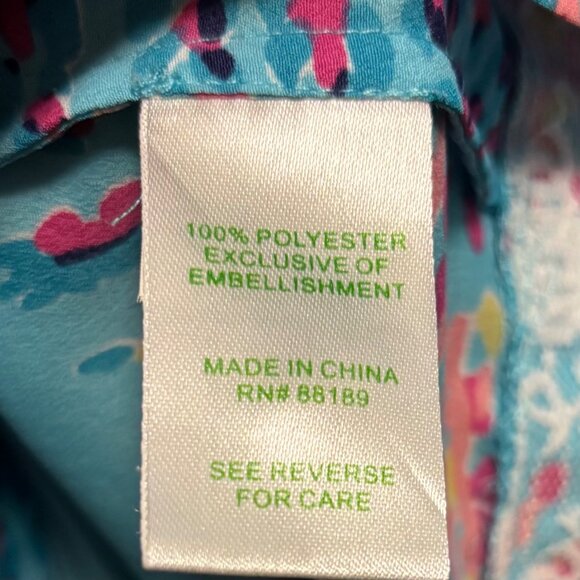 100% POLYESTER
EXCLUSIVE OF
EMBELLISHMENT
MADE IN CHINA
RN# 88189
SEE REVERSE
FOR CARE